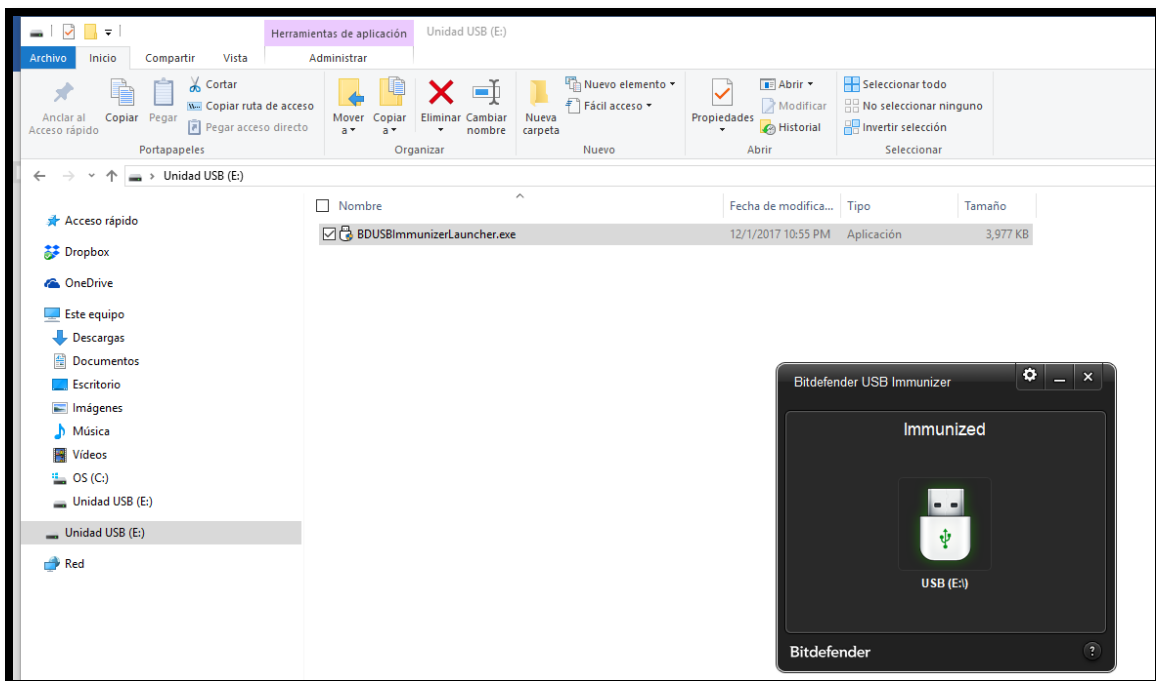 Herramientas de aplicación Unidad USB (E:)
Archivo Inicio Compartir Vista Administrar
Anclar al Acceso rápido
Copiar
Pegar
Cortar
Copiar ruta de acceso
Pegar acceso directo
Portapapeles
Mover a
Copiar a
Eliminar
Cambiar nombre
Organizar
Nueva carpeta
Nuevo elemento
Fácil acceso
Nuevo
Propiedades
Abrir
Modificar
Historial
Abrir
Seleccionar todo
No seleccionar ninguno
Invertir selección
Seleccionar
Unidad USB (E:)
Nombre Fecha de modifica... Tipo Tamaño
BDUSBImmunizerLauncher.exe 12/1/2017 10:55 PM Aplicación 3,977 KB
Acceso rápido
Dropbox
OneDrive
Este equipo
Descargas
Documentos
Escritorio
Imágenes
Música
Vídeos
OS (C:)
Unidad USB (E:)
Unidad USB (E:)
Red
Bitdefender USB Immunizer
Immunized
USB (E:\)
Bitdefender ?